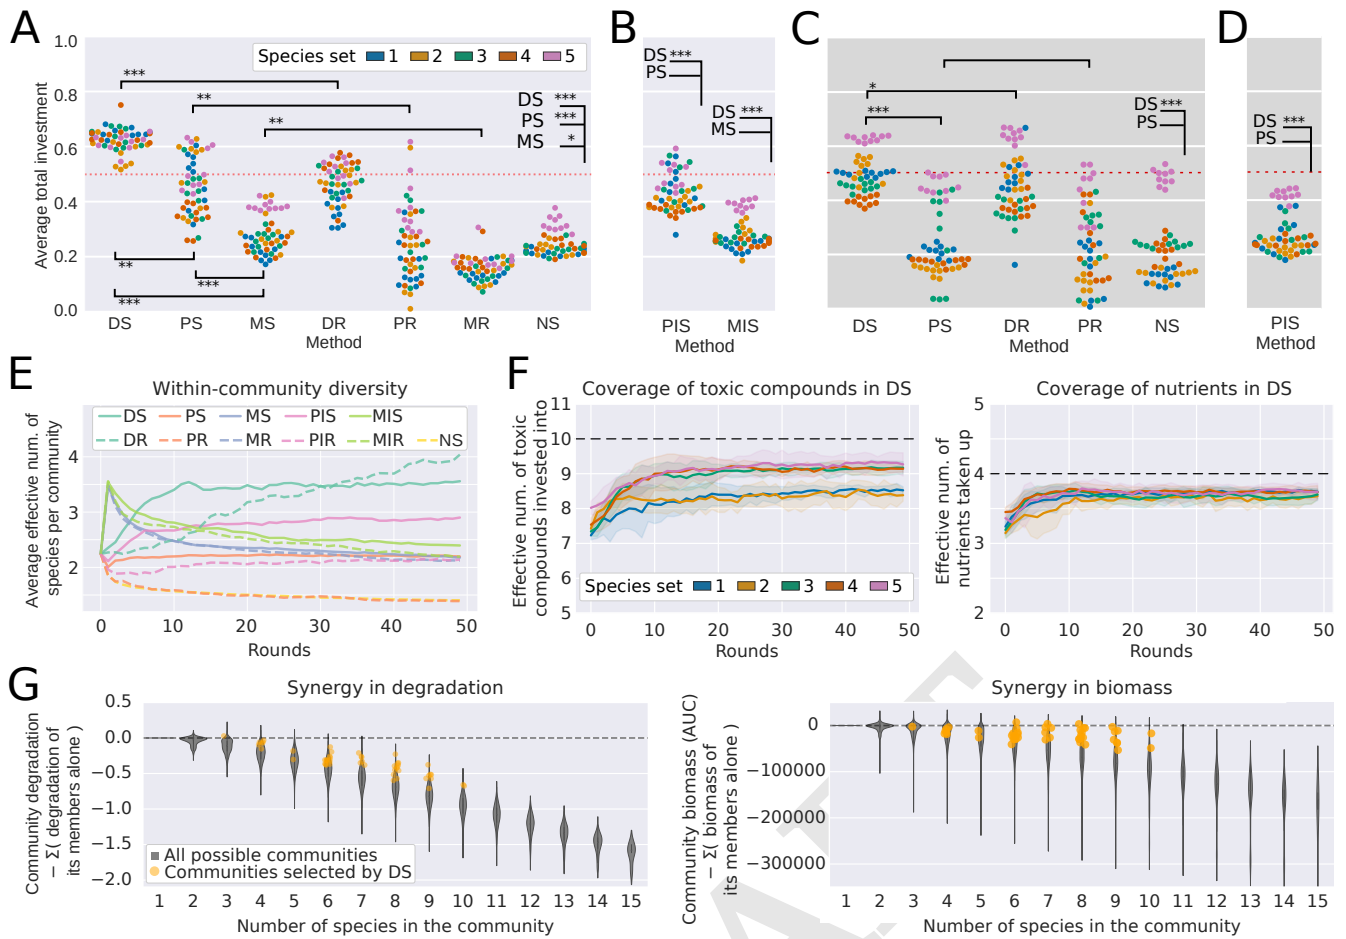 A
B
C
D
1.0
0.8
0.6
0.4
0.2
0.0
Average total investment
Species set 1 2 3 4 5
***
**
**
DS ***
PS ***
MS *
**
***
***
DS PS MS DR PR MR NS
Method
DS ***
PS
DS ***
MS
PIS MIS
Method
*
***
DS ***
PS
DS PS DR PR NS
Method
DS ***
PS
PIS
Method
E
Within-community diversity
Average effective num. of
species per community
DS PS MS PIS MIS
DR PR MR PIR MIR NS
4
3
2
0 10 20 30 40 50
Rounds
F
Coverage of toxic compounds in DS
Effective num. of toxic
compounds invested into
11
10
9
8
7
6
5
Species set 1 2 3 4 5
0 10 20 30 40 50
Rounds
Coverage of nutrients in DS
Effective num. of
nutrients taken up
5
4
3
2
0 10 20 30 40 50
Rounds
G
Synergy in degradation
Community degradation
− Σ( degradation of
its members alone )
0.5
0.0
−0.5
−1.0
−1.5
−2.0
All possible communities
Communities selected by DS
1 2 3 4 5 6 7 8 9 10 11 12 13 14 15
Number of species in the community
Synergy in biomass
Community biomass (AUC)
− Σ( biomass of
its members alone )
0
−100000
−200000
−300000
1 2 3 4 5 6 7 8 9 10 11 12 13 14 15
Number of species in the community